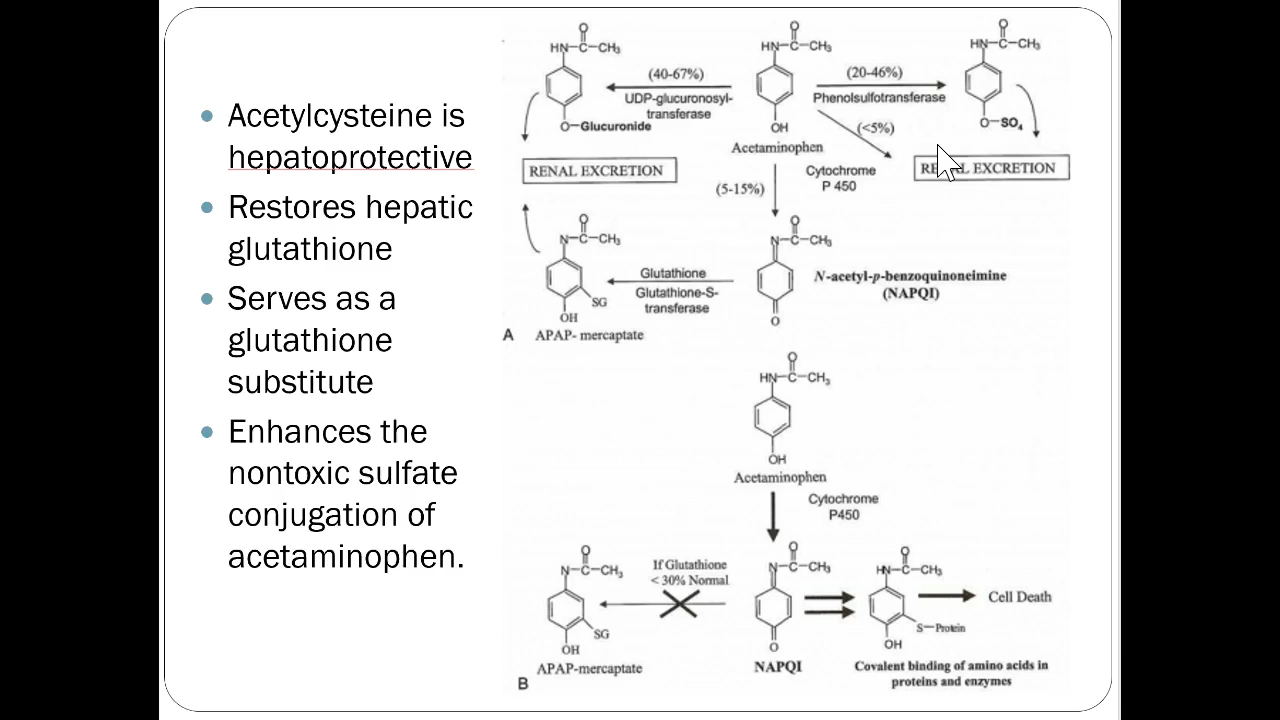 Acetylcysteine is
hepatoprotective
Restores hepatic
glutathione
Serves as a
glutathione
substitute
Enhances the
nontoxic sulfate
conjugation of
acetaminophen.
O
HN—C—CH₃
(40-67%)
UDP-glucuronosyl-
transferase
O—Glucuronide
RENAL EXCRETION
O
HN—C—CH₃
OH
Acetaminophen
(20-46%)
Phenolsulfotransferase
(<5%)
O
HN—C—CH₃
O—SO₄
RENAL EXCRETION
(5-15%)
Cytochrome
P 450
O
N—C—CH₃
SG
OH
A APAP- mercaptate
Glutathione
Glutathione-S-
transferase
O
N—C—CH₃
O
N-acetyl-p-benzoquinoneimine
(NAPQI)
O
HN—C—CH₃
OH
Acetaminophen
Cytochrome
P450
O
N—C—CH₃
SG
OH
APAP-mercaptate
If Glutathione
< 30% Normal
O
N—C—CH₃
O
NAPQI
O
HN—C—CH₃
S—Protein
OH
Cell Death
Covalent binding of amino acids in
proteins and enzymes
B